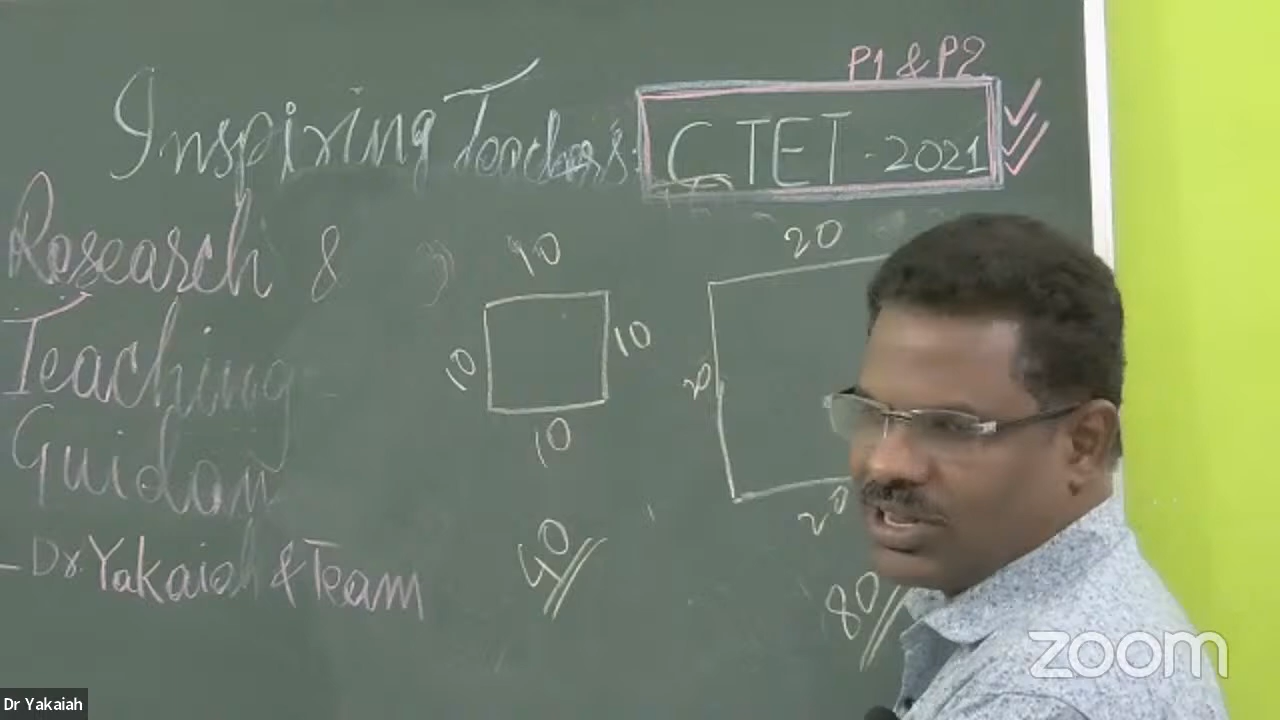 P1 & P2
Inspiring Teachers. CTET - 2021
Research &
Teaching
Guidan
- Dr. Yakaiah & Team
10
10
10
10
40
20
20
20
80
zoom
Dr Yakaiah